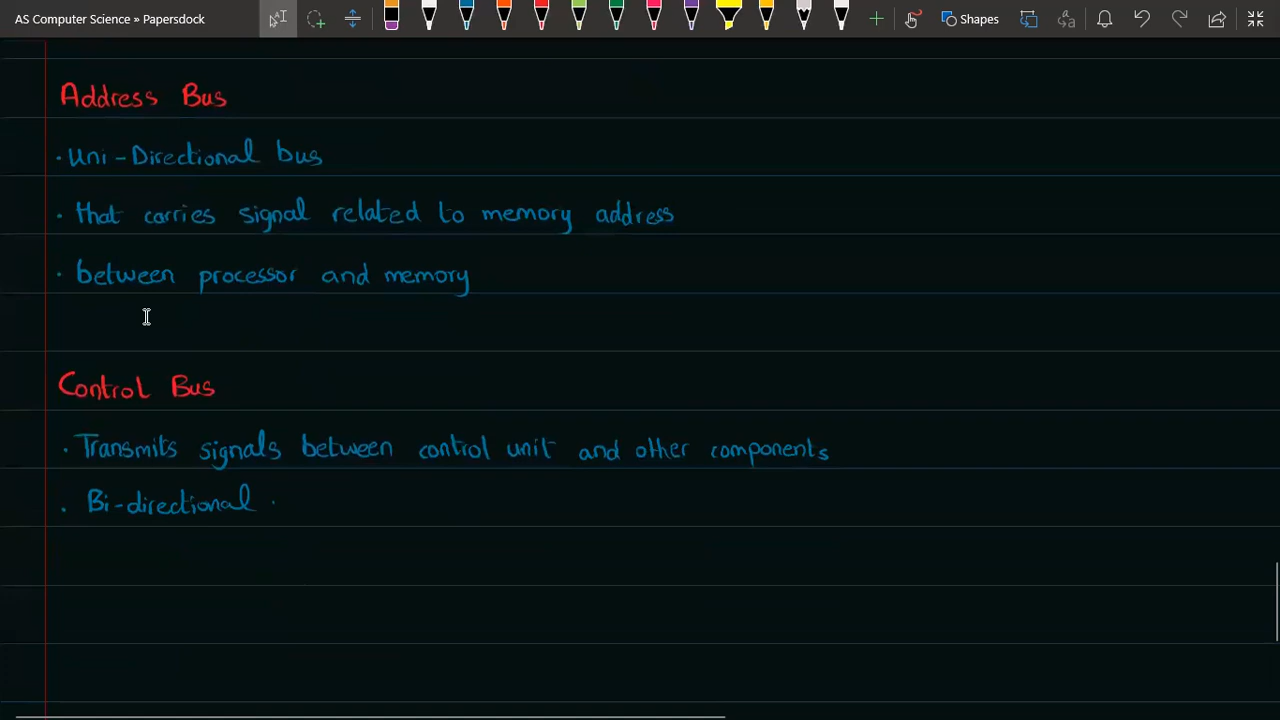 AS Computer Science » Papersdock
Shapes
Address Bus
· Uni-Directional bus
· that carries signal related to memory address
· between processor and memory
Control Bus
· Transmits signals between control unit and other components
· Bi-directional ·